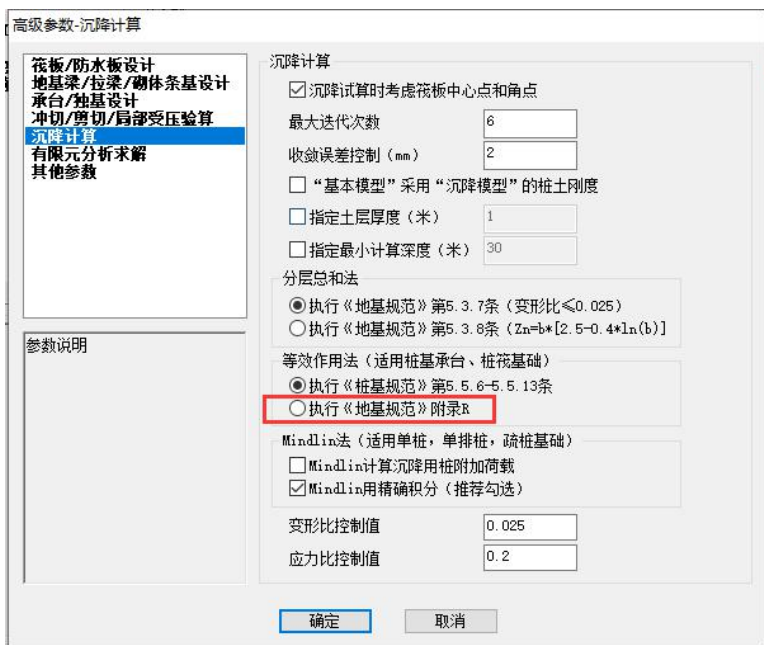 高级参数-沉降计算
筏板/防水板设计
地基梁/拉梁/砌体条基设计
承台/独基设计
冲切/剪切/局部受压验算
沉降计算
有限元分析求解
其他参数
参数说明
沉降计算
沉降试算时考虑筏板中心点和角点
最大迭代次数 6
收敛误差控制（mm） 2
“基本模型”采用“沉降模型”的桩土刚度
指定土层厚度（米） 1
指定最小计算深度（米） 30
分层总和法
执行《地基规范》第5.3.7条（变形比≤0.025）
执行《地基规范》第5.3.8条（Zn=b*[2.5-0.4*ln(b)]
等效作用法（适用桩基承台、桩筏基础）
执行《桩基规范》第5.5.6-5.5.13条
执行《地基规范》附录R
Mindlin法（适用单桩，单排桩，疏桩基础）
Mindlin计算沉降用桩附加荷载
Mindlin用精确积分（推荐勾选）
变形比控制值 0.025
应力比控制值 0.2
确定 取消